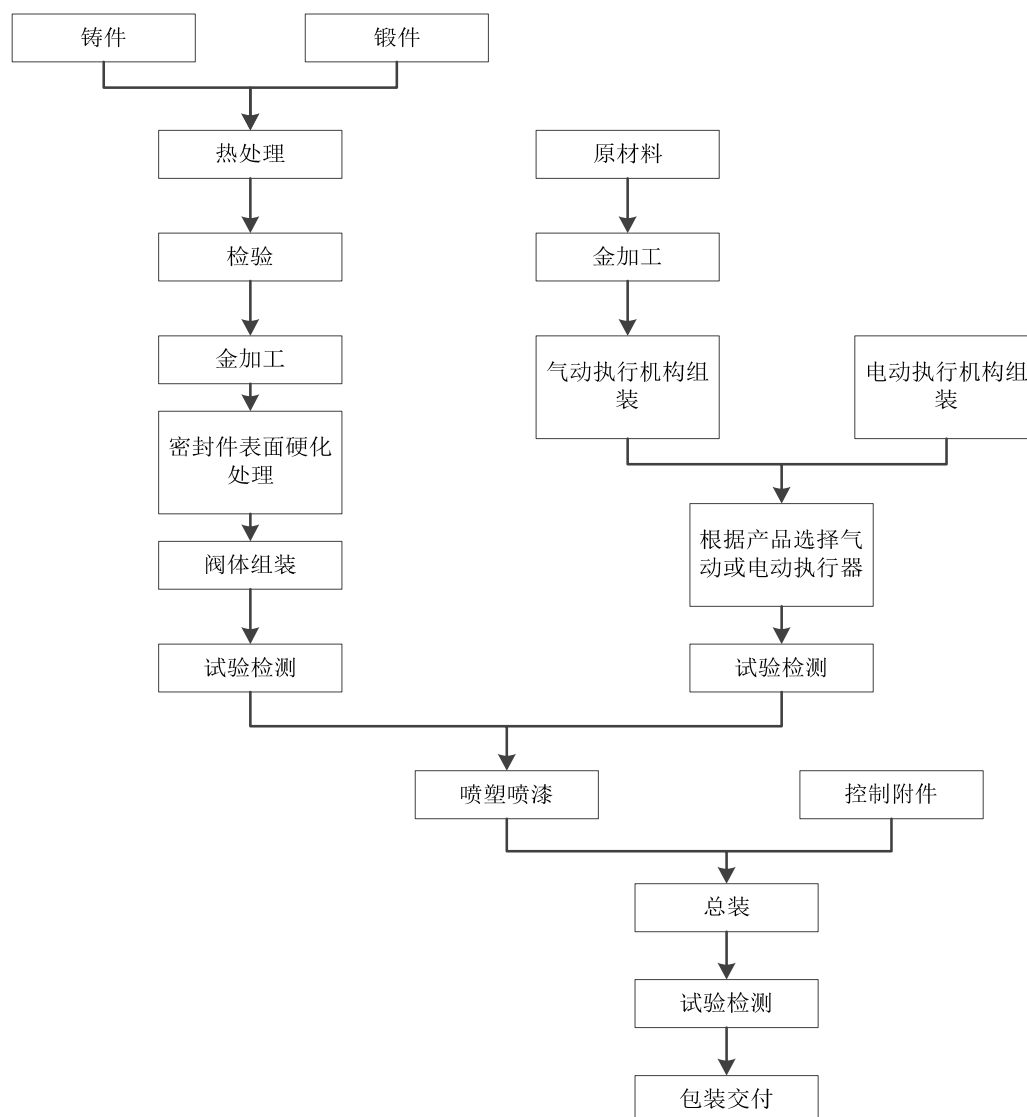 铸件
锻件
热处理
原材料
检验
金加工
金加工
气动执行机构组
装
电动执行机构组
装
密封件表面硬化
处理
阀体组装
根据产品选择气
动或电动执行器
试验检测
试验检测
喷塑喷漆
控制附件
总装
试验检测
包装交付